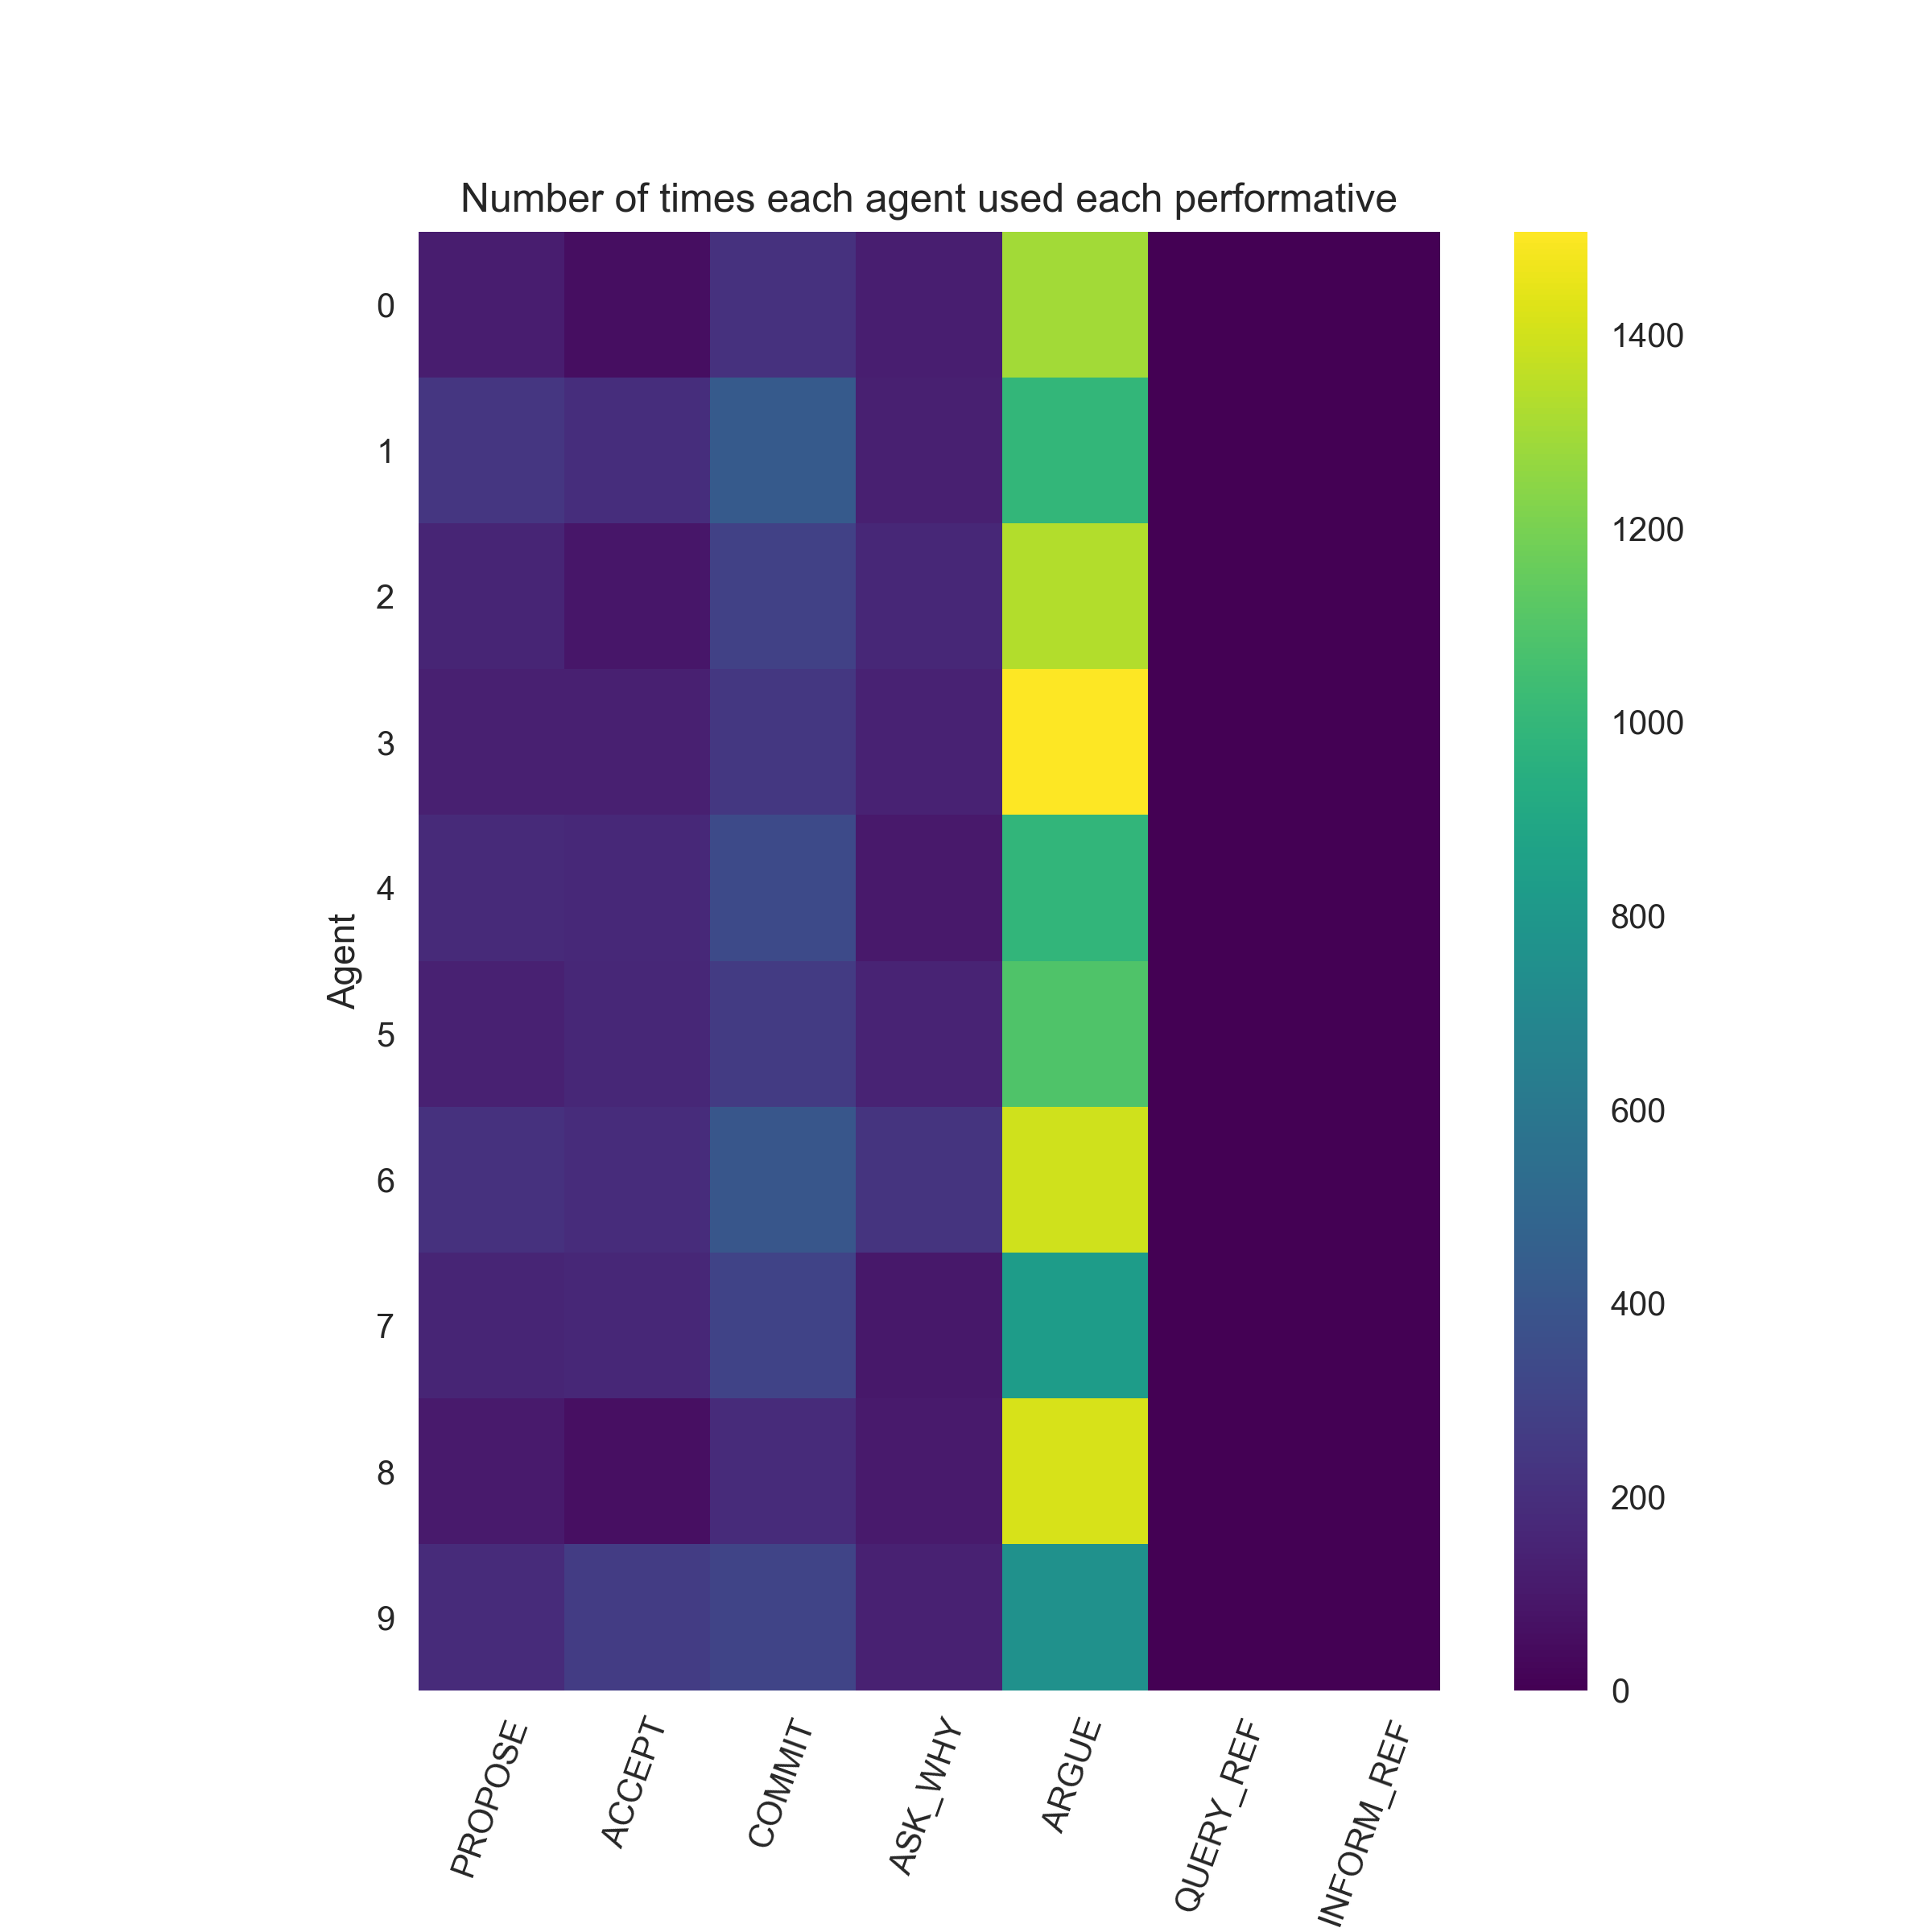 Number of times each agent used each performative
Agent
0
1
2
3
4
5
6
7
8
9
PROPOSE
ACCEPT
COMMIT
ASK_WHY
ARGUE
QUERY_REF
INFORM_REF
1400
1200
1000
800
600
400
200
0